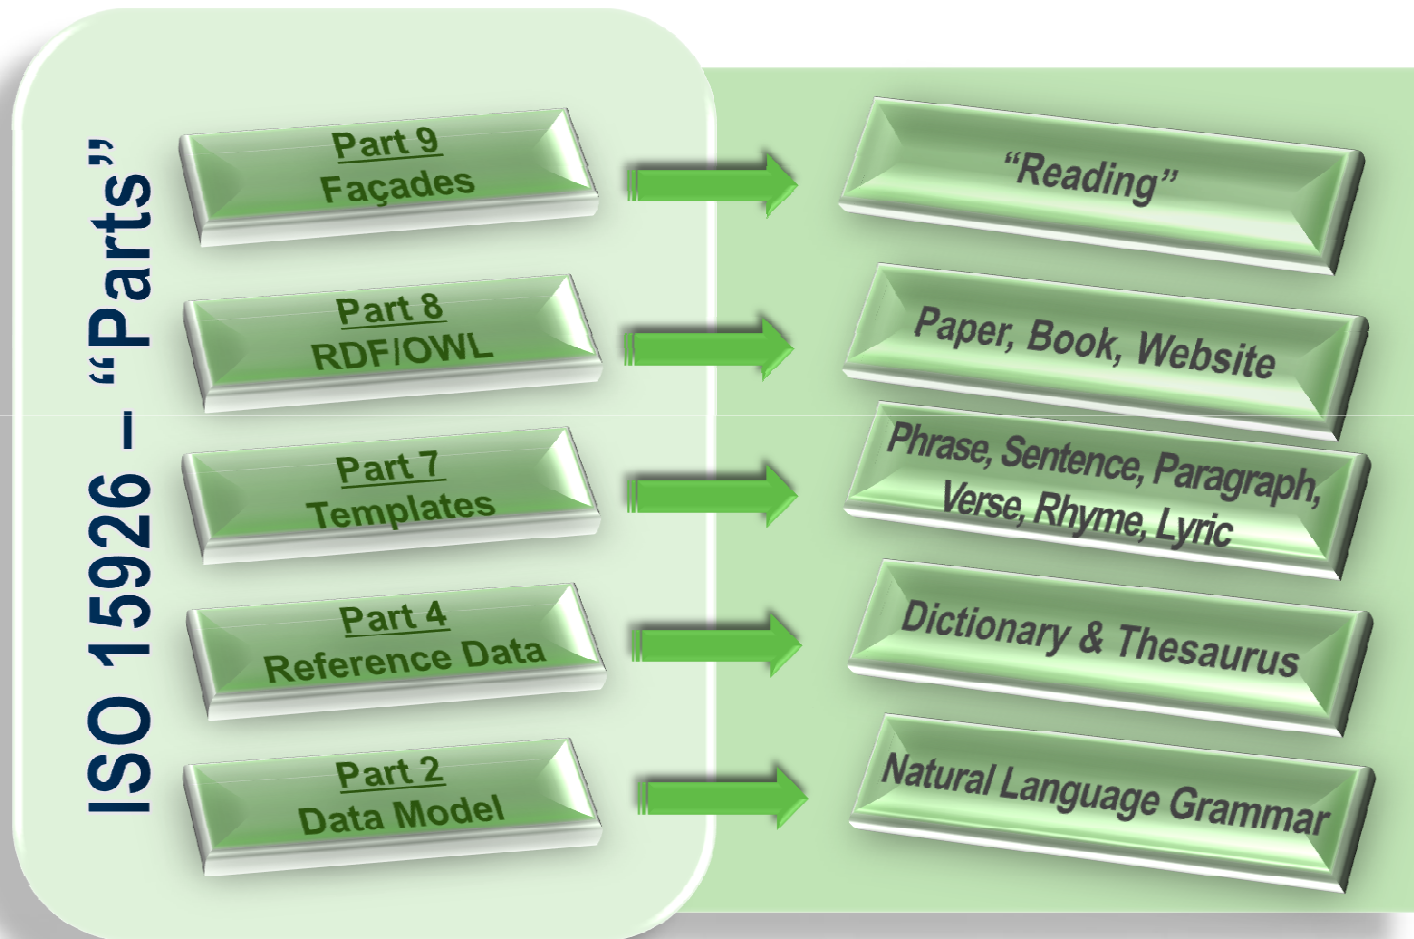 ISO 15926 – “Parts”
Part 9
Façades
“Reading”
Part 8
RDF/OWL
Paper, Book, Website
Part 7
Templates
Phrase, Sentence, Paragraph,
Verse, Rhyme, Lyric
Part 4
Reference Data
Dictionary & Thesaurus
Part 2
Data Model
Natural Language Grammar